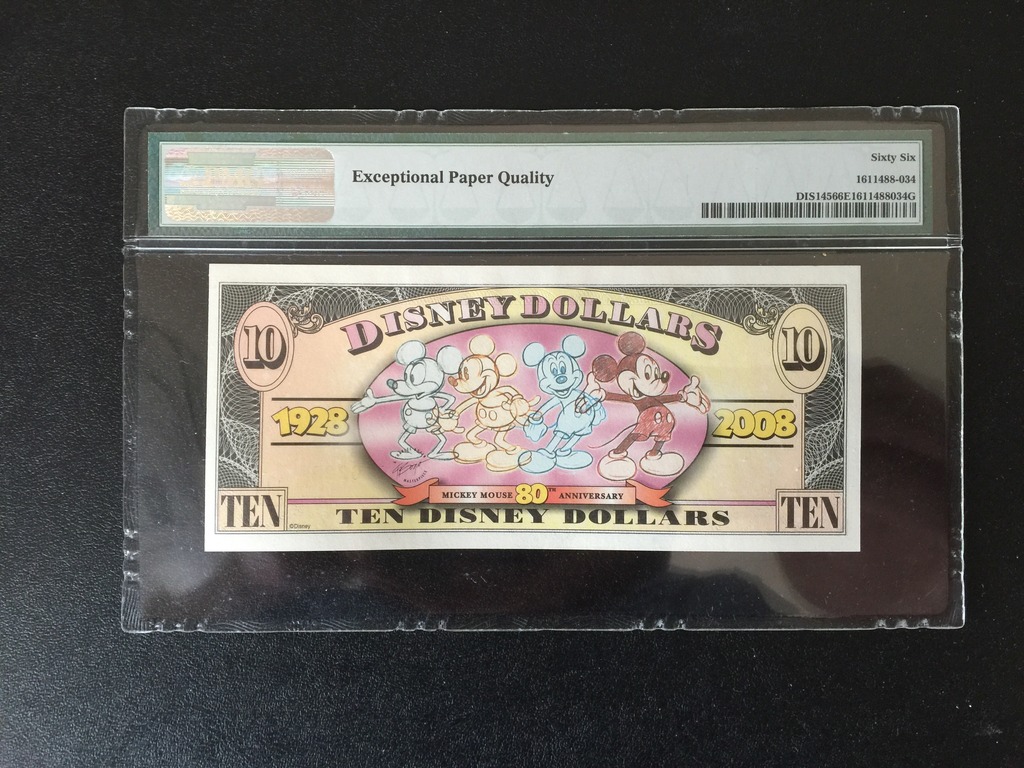 Exceptional Paper Quality
Sixty Six
1611488-034
DIS14566E1611488034G
DISNEY DOLLARS
10
10
1928
2008
MICKEY MOUSE 80TH ANNIVERSARY
TEN
TEN DISNEY DOLLARS
TEN
©Disney